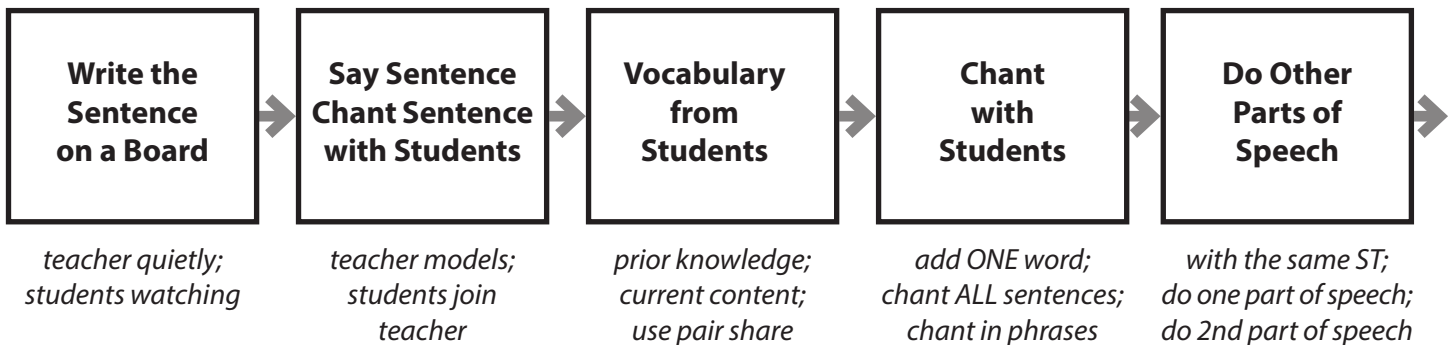 Write the
Sentence
on a Board
teacher quietly;
students watching
Say Sentence
Chant Sentence
with Students
teacher models;
students join
teacher
Vocabulary
from
Students
prior knowledge;
current content;
use pair share
Chant
with
Students
add ONE word;
chant ALL sentences;
chant in phrases
Do Other
Parts of
Speech
with the same ST;
do one part of speech;
do 2nd part of speech